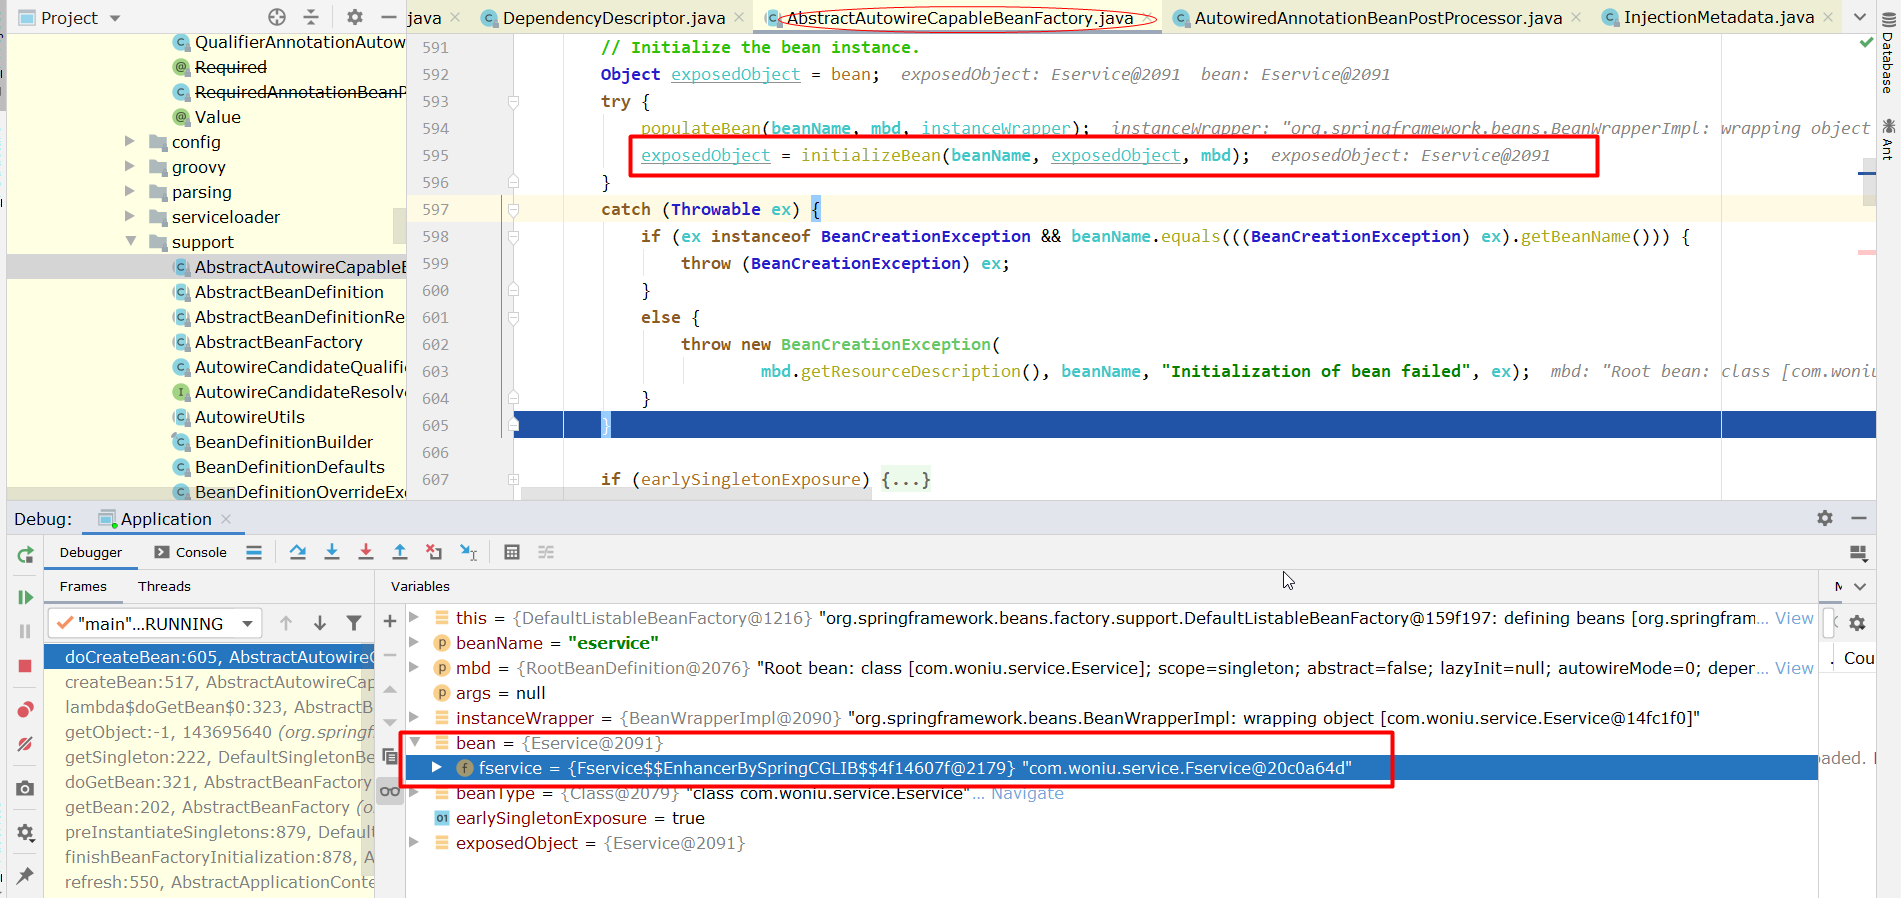 Project
java
DependencyDescriptor.java
AbstractAutowireCapableBeanFactory.java
AutowiredAnnotationBeanPostProcessor.java
InjectionMetadata.java
Database
Ant
QualifierAnnotationAutow
Required
RequiredAnnotationBeanP
Value
config
groovy
parsing
serviceloader
support
AbstractAutowireCapableB
AbstractBeanDefinition
AbstractBeanDefinitionRe
AbstractBeanFactory
AutowireCandidateQualifi
AutowireCandidateResolv
AutowireUtils
BeanDefinitionBuilder
BeanDefinitionDefaults
BeanDefinitionOverrideEx
591 // Initialize the bean instance.
592 Object exposedObject = bean; exposedObject: Eservice@2091 bean: Eservice@2091
593 try {
594 populateBean(beanName, mbd, instanceWrapper); instanceWrapper: "org.springframework.beans.BeanWrapperImpl: wrapping object
595 exposedObject = initializeBean(beanName, exposedObject, mbd); exposedObject: Eservice@2091
596 }
597 catch (Throwable ex) {
598 if (ex instanceof BeanCreationException && beanName.equals(((BeanCreationException) ex).getBeanName())) {
599 throw (BeanCreationException) ex;
600 }
601 else {
602 throw new BeanCreationException(
603 mbd.getResourceDescription(), beanName, "Initialization of bean failed", ex); mbd: "Root bean: class [com.woniu
604 }
605 }
606
607 if (earlySingletonExposure) {...}
Debug: Application
Debugger Console
Frames Threads
Variables
"main"...RUNNING
doCreateBean:605, AbstractAutowireC
createBean:517, AbstractAutowireCap
lambda$doGetBean$0:323, AbstractB
getObject:-1, 143695640 (org.springf
getSingleton:222, DefaultSingletonBe
doGetBean:321, AbstractBeanFactory
getBean:202, AbstractBeanFactory (o
preInstantiateSingletons:879, Default
finishBeanFactoryInitialization:878, A
refresh:550, AbstractApplicationConte
this = {DefaultListableBeanFactory@1216} "org.springframework.beans.factory.support.DefaultListableBeanFactory@159f197: defining beans [org.springfram... View
beanName = "eservice"
mbd = {RootBeanDefinition@2076} "Root bean: class [com.woniu.service.Eservice]; scope=singleton; abstract=false; lazyInit=null; autowireMode=0; deper... View
args = null
instanceWrapper = {BeanWrapperImpl@2090} "org.springframework.beans.BeanWrapperImpl: wrapping object [com.woniu.service.Eservice@14fc1f0]"
bean = {Eservice@2091}
fservice = {Fservice$$EnhancerBySpringCGLIB$$4f14607f@2179} "com.woniu.service.Fservice@20c0a64d"
beanType = {Class@2079} "class com.woniu.service.Eservice"... Navigate
earlySingletonExposure = true
exposedObject = {Eservice@2091}
Cou
oaded. I